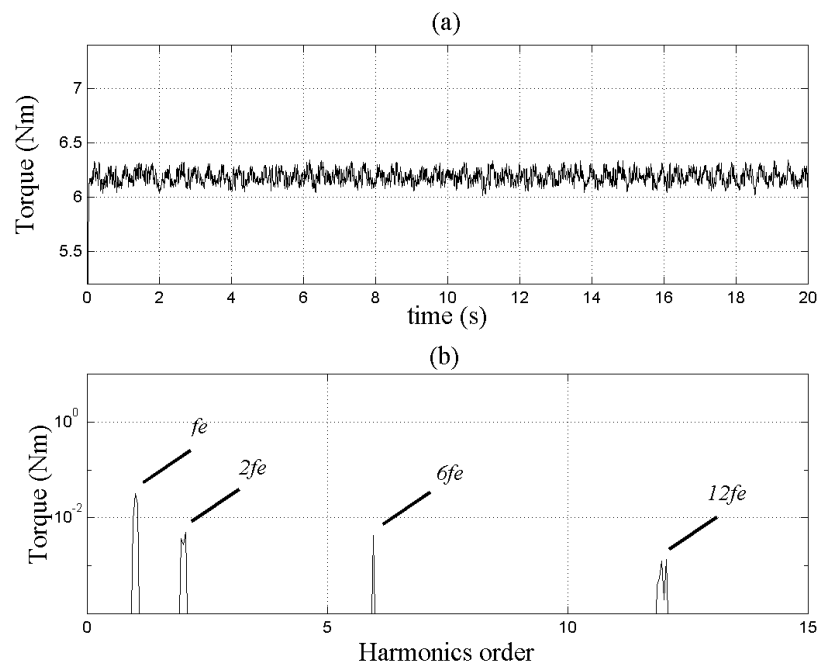 (a)
Torque (Nm)
7
6.5
6
5.5
0 2 4 6 8 10 12 14 16 18 20
time (s)
(b)
Torque (Nm)
10^0
10^-2
fe
2fe
6fe
12fe
0 5 10 15
Harmonics order